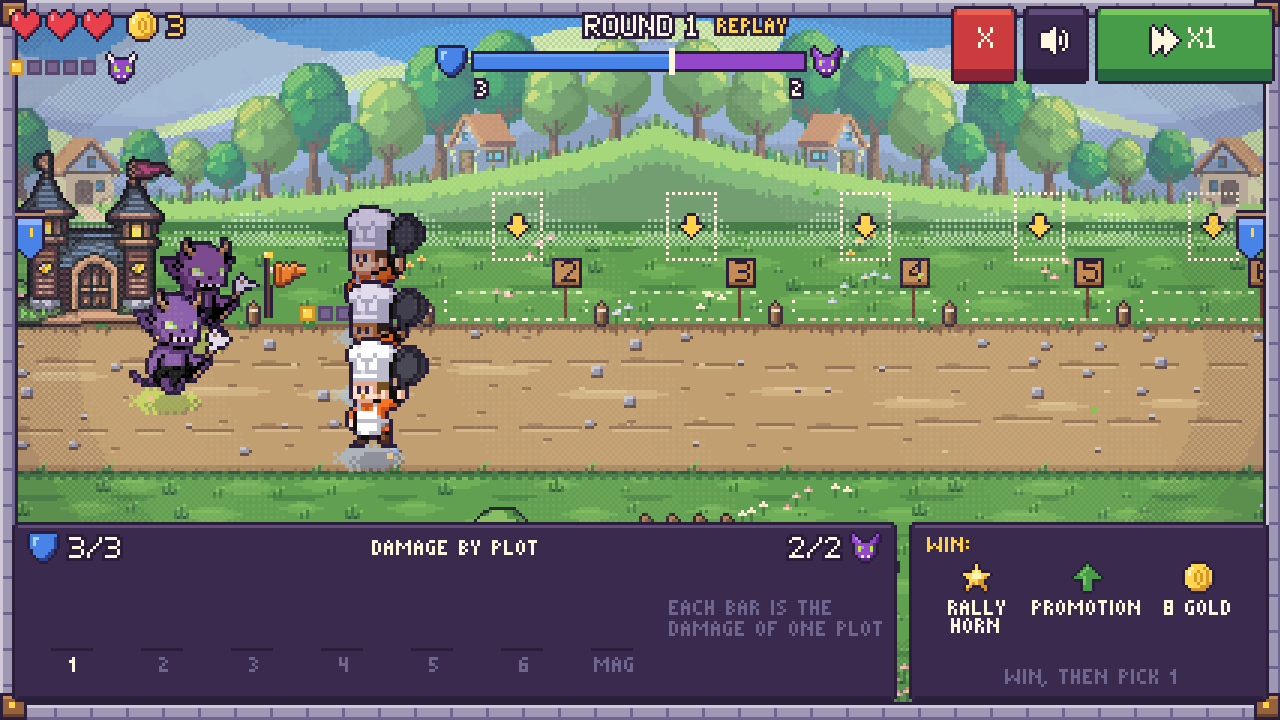 3
ROUND 1 REPLAY
X
X1
3
2
2
3
4
5
3/3
DAMAGE BY PLOT
2/2
EACH BAR IS THE
DAMAGE OF ONE PLOT
1
2
3
4
5
6
MAG
WIN:
RALLY
HORN
PROMOTION
8 GOLD
WIN, THEN PICK 1